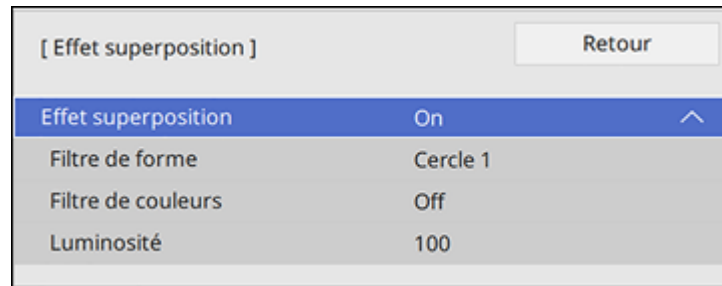 [ Effet superposition ] Retour
Effet superposition On
Filtre de forme Cercle 1
Filtre de couleurs Off
Luminosité 100